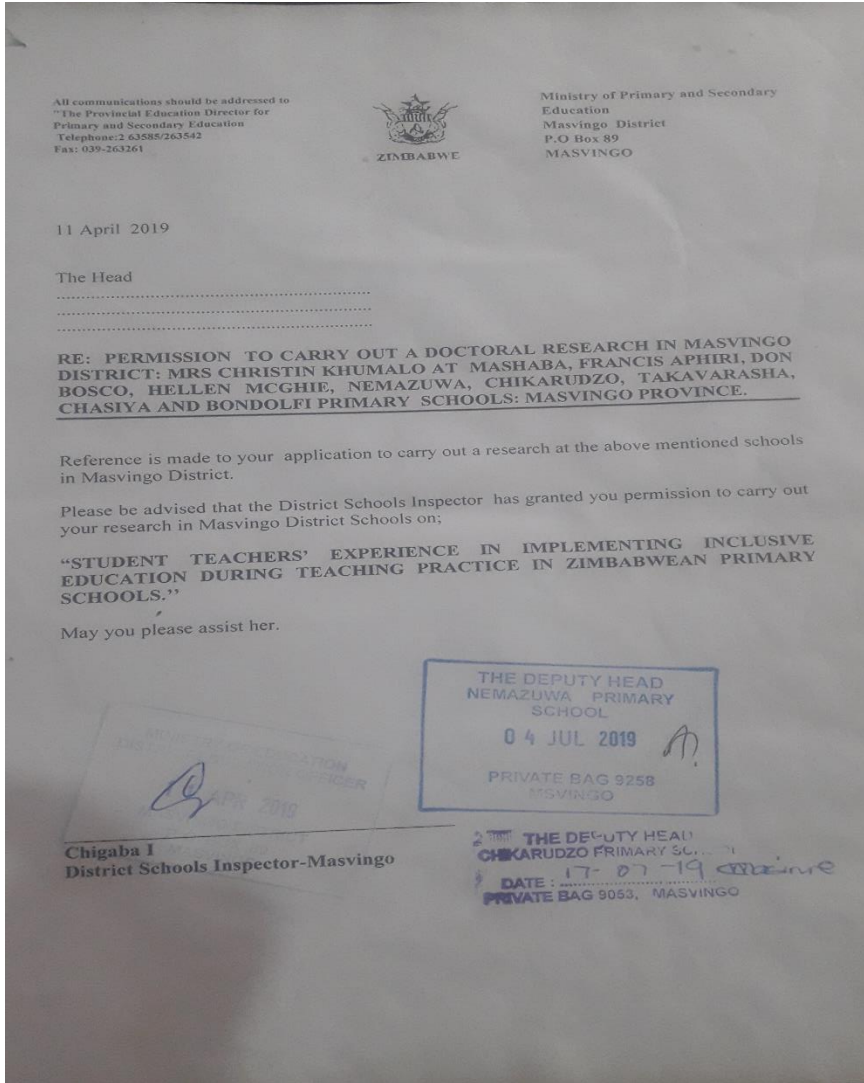 All communications should be addressed to
"The Provincial Education Director for
Primary and Secondary Education
Telephone:2 63585/263542
Fax: 039-263261
ZIMBABWE
Ministry of Primary and Secondary
Education
Masvingo District
P.O Box 89
MASVINGO
11 April 2019
The Head
RE: PERMISSION TO CARRY OUT A DOCTORAL RESEARCH IN MASVINGO
DISTRICT: MRS CHRISTIN KHUMALO AT MASHABA, FRANCIS APHIRI, DON
BOSCO, HELLEN MCGHIE, NEMAZUWA, CHIKARUDZO, TAKAVARASHA,
CHASIYA AND BONDOLFI PRIMARY SCHOOLS: MASVINGO PROVINCE.
Reference is made to your application to carry out a research at the above mentioned schools
in Masvingo District.
Please be advised that the District Schools Inspector has granted you permission to carry out
your research in Masvingo District Schools on;
"STUDENT TEACHERS' EXPERIENCE IN IMPLEMENTING INCLUSIVE
EDUCATION DURING TEACHING PRACTICE IN ZIMBABWEAN PRIMARY
SCHOOLS.''
May you please assist her.
THE DEPUTY HEAD
NEMAZUWA PRIMARY
SCHOOL
04 JUL 2019
PRIVATE BAG 9258
MSVINGO
APR 2019
Chigaba I
District Schools Inspector-Masvingo
THE DEPUTY HEAD
CHIKARUDZO PRIMARY
DATE : 17-07-19
PRIVATE BAG 9053, MASVINGO